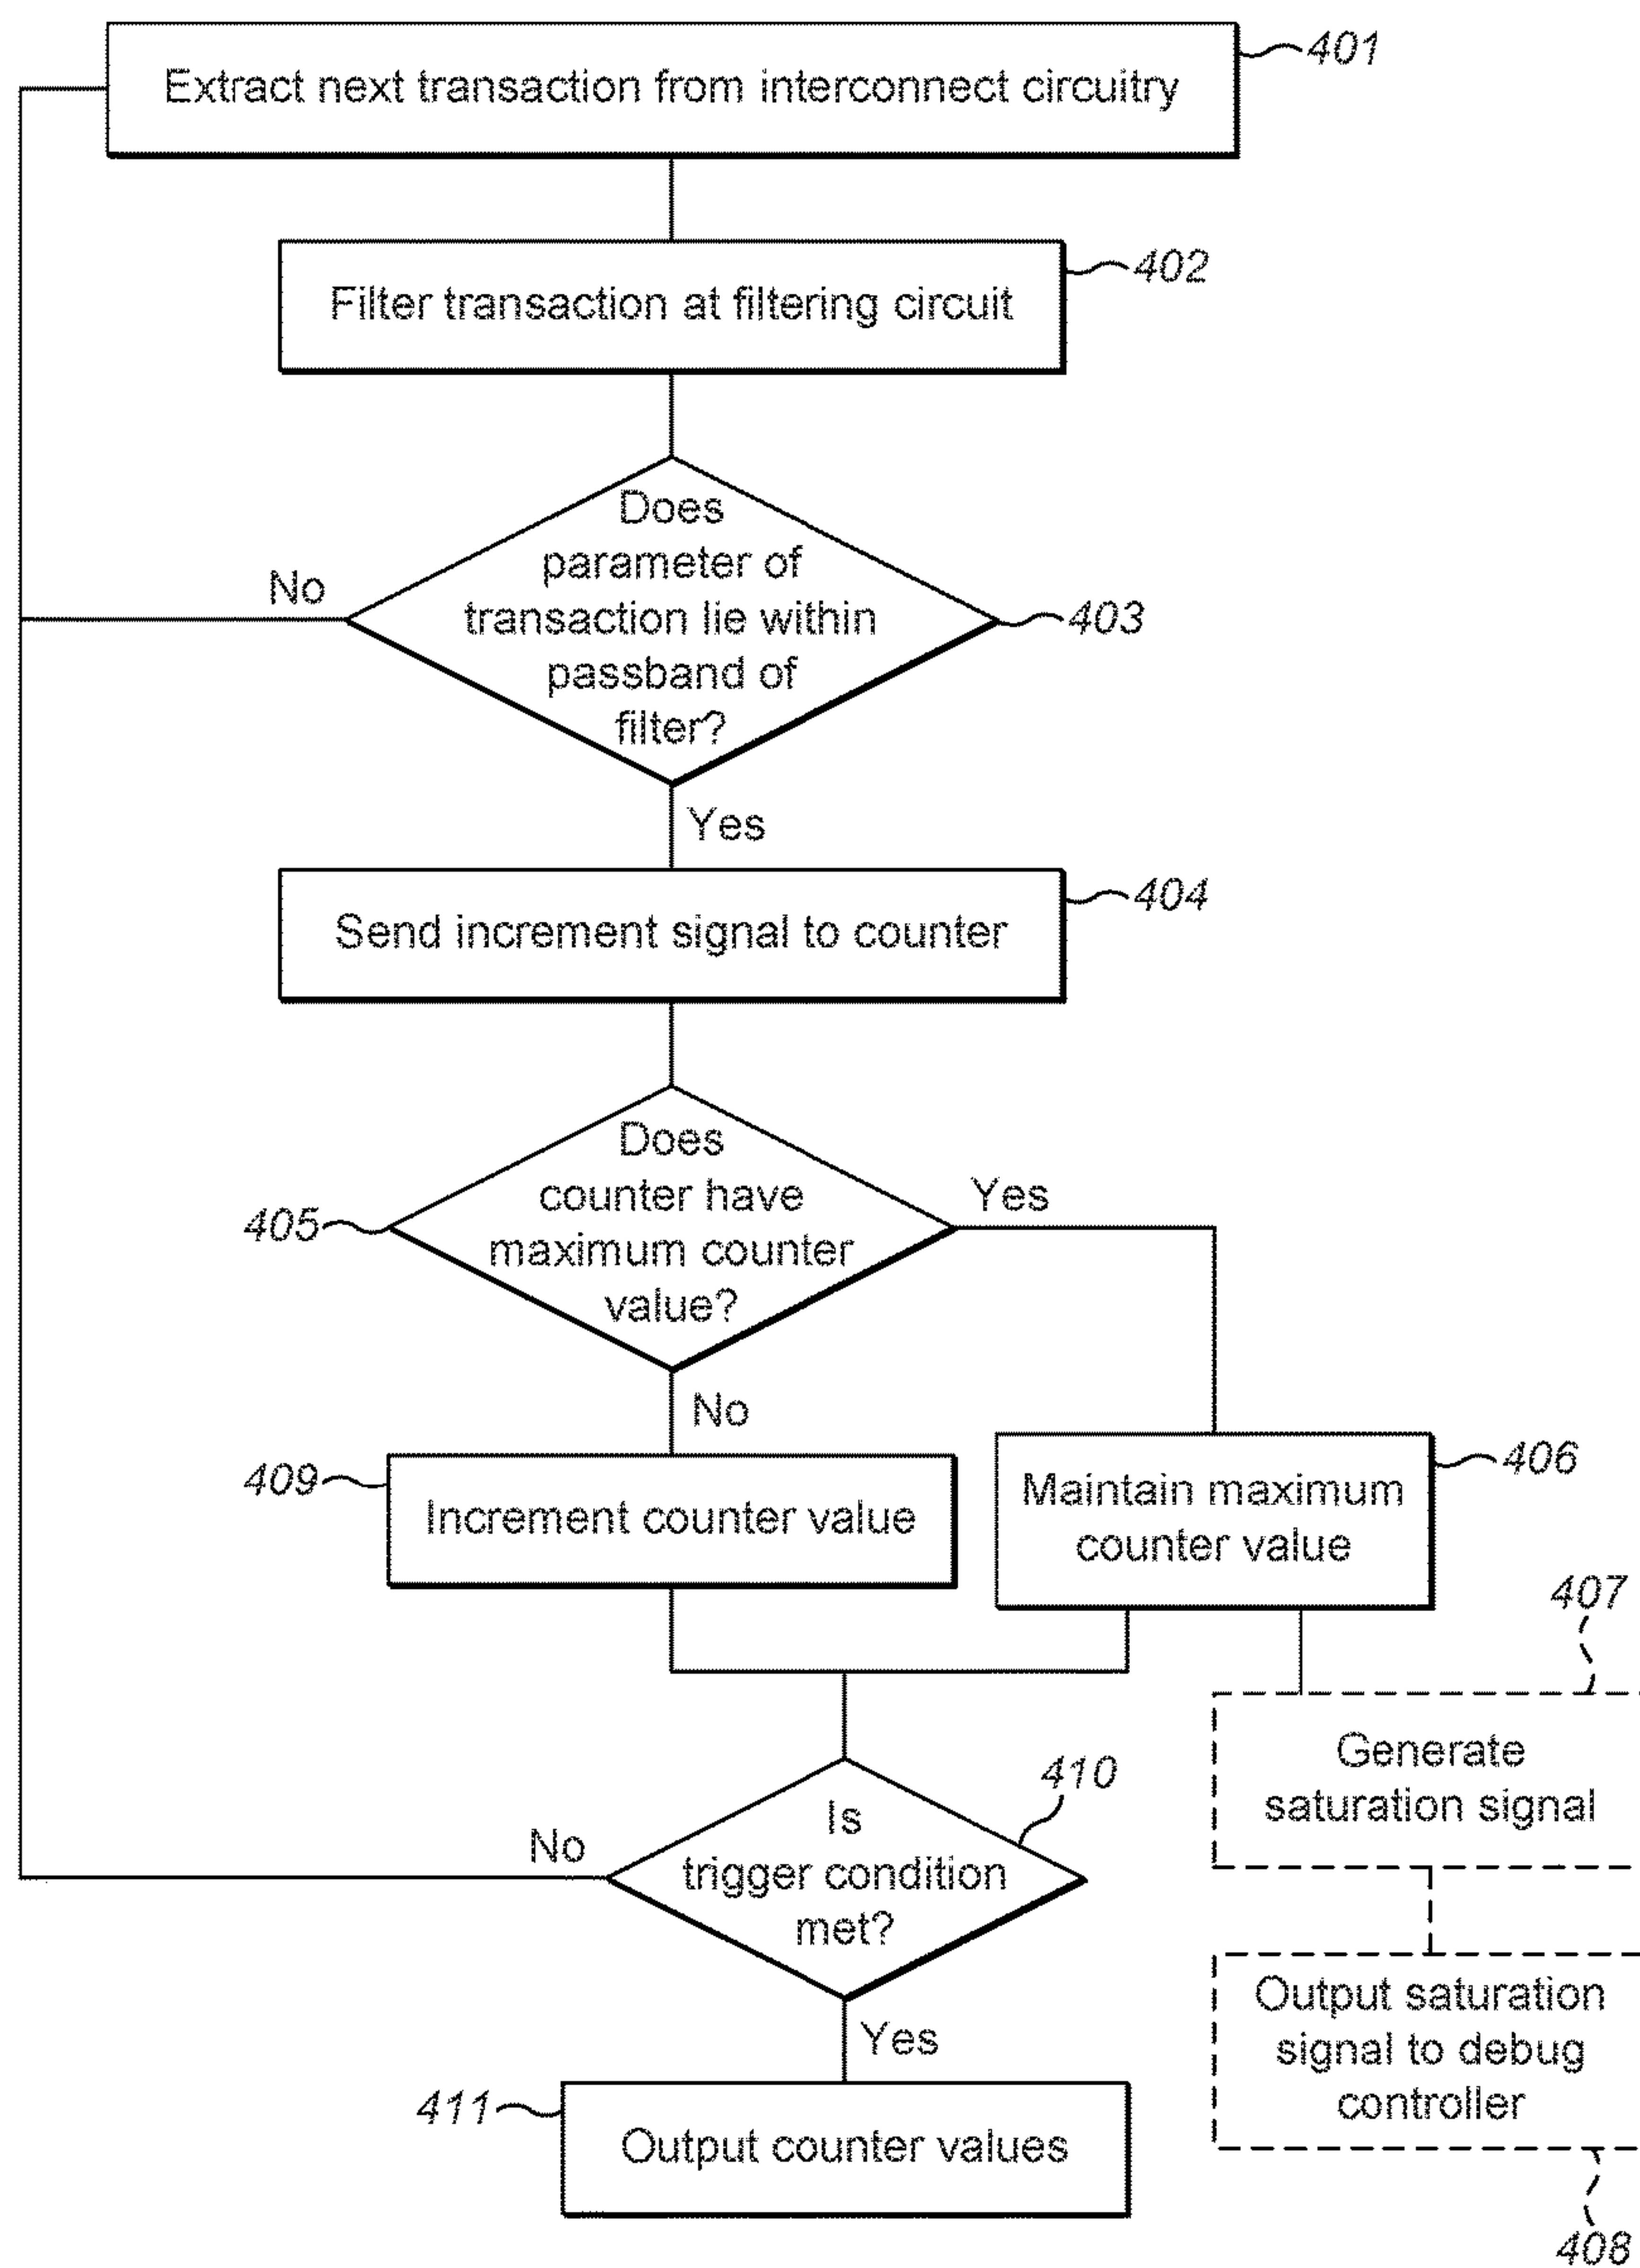 401
Extract next transaction from interconnect circuitry
402
Filter transaction at filtering circuit
Does
parameter of
transaction lie within
passband of
filter?
No
403
Yes
404
Send increment signal to counter
Does
counter have
maximum counter
value?
405
Yes
No
409
Increment counter value
406
Maintain maximum
counter value
407
Generate
saturation signal
410
Is
trigger condition
met?
No
Output saturation
signal to debug
controller
Yes
411
Output counter values
408